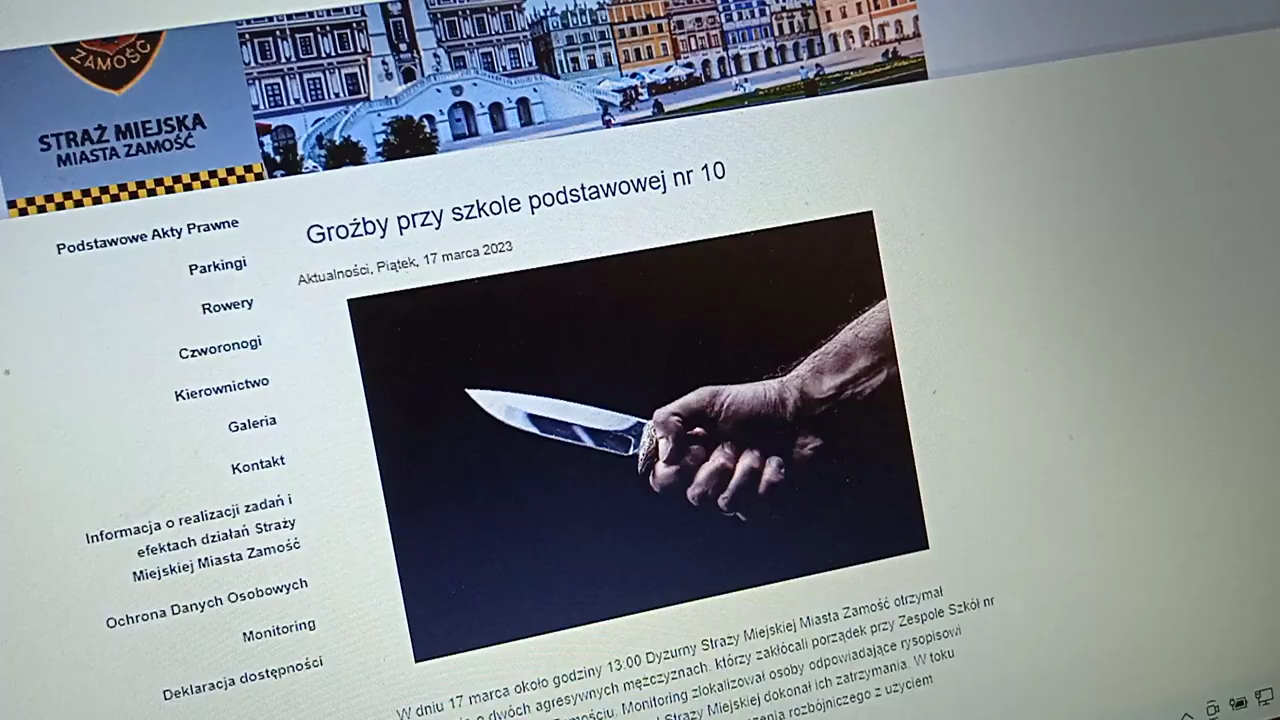 ZAMOŚĆ
STRAŻ MIEJSKA
MIASTA ZAMOŚĆ
Podstawowe Akty Prawne
Parkingi
Rowery
Czworonogi
Kierownictwo
Galeria
Kontakt
Informacja o realizacji zadań i
efektach działań Straży
Miejskiej Miasta Zamość
Ochrona Danych Osobowych
Monitoring
Deklaracja dostępności
Groźby przy szkole podstawowej nr 10
Aktualności, Piątek, 17 marca 2023
W dniu 17 marca około godziny 13:00 Dyżurny Straży Miejskiej Miasta Zamość otrzymał
o dwóch agresywnych mężczyznach, którzy zakłócali porządek przy Zespole Szkół nr
Monitoring zlokalizował osoby odpowiadające rysopisowi
Straży Miejskiej dokonał ich zatrzymania. W toku
rozbójniczego z użyciem